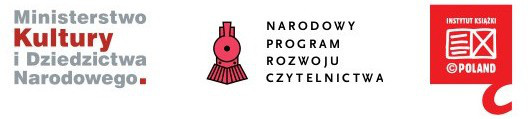 Ministerstwo
Kultury
i Dziedzictwa
Narodowego.
NARODOWY
PROGRAM
ROZWOJU
CZYTELNICTWA
INSTYTUT KSIĄŻKI
©POLAND